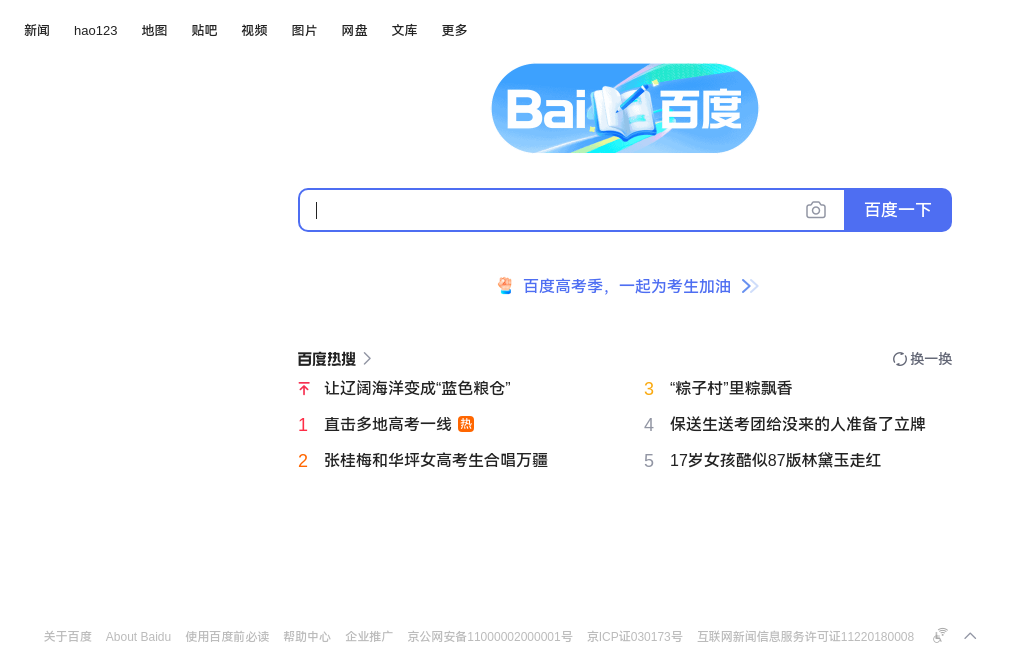 新闻 hao123 地图 贴吧 视频 图片 网盘 文库 更多
Bai 百度
百度一下
百度高考季，一起为考生加油
百度热搜
换一换
让辽阔海洋变成“蓝色粮仓”
1 直击多地高考一线 热
2 张桂梅和华坪女高考生合唱万疆
3 “粽子村”里粽飘香
4 保送生送考团给没来的人准备了立牌
5 17岁女孩酷似87版林黛玉走红
关于百度 About Baidu 使用百度前必读 帮助中心 企业推广 京公网安备11000002000001号 京ICP证030173号 互联网新闻信息服务许可证11220180008